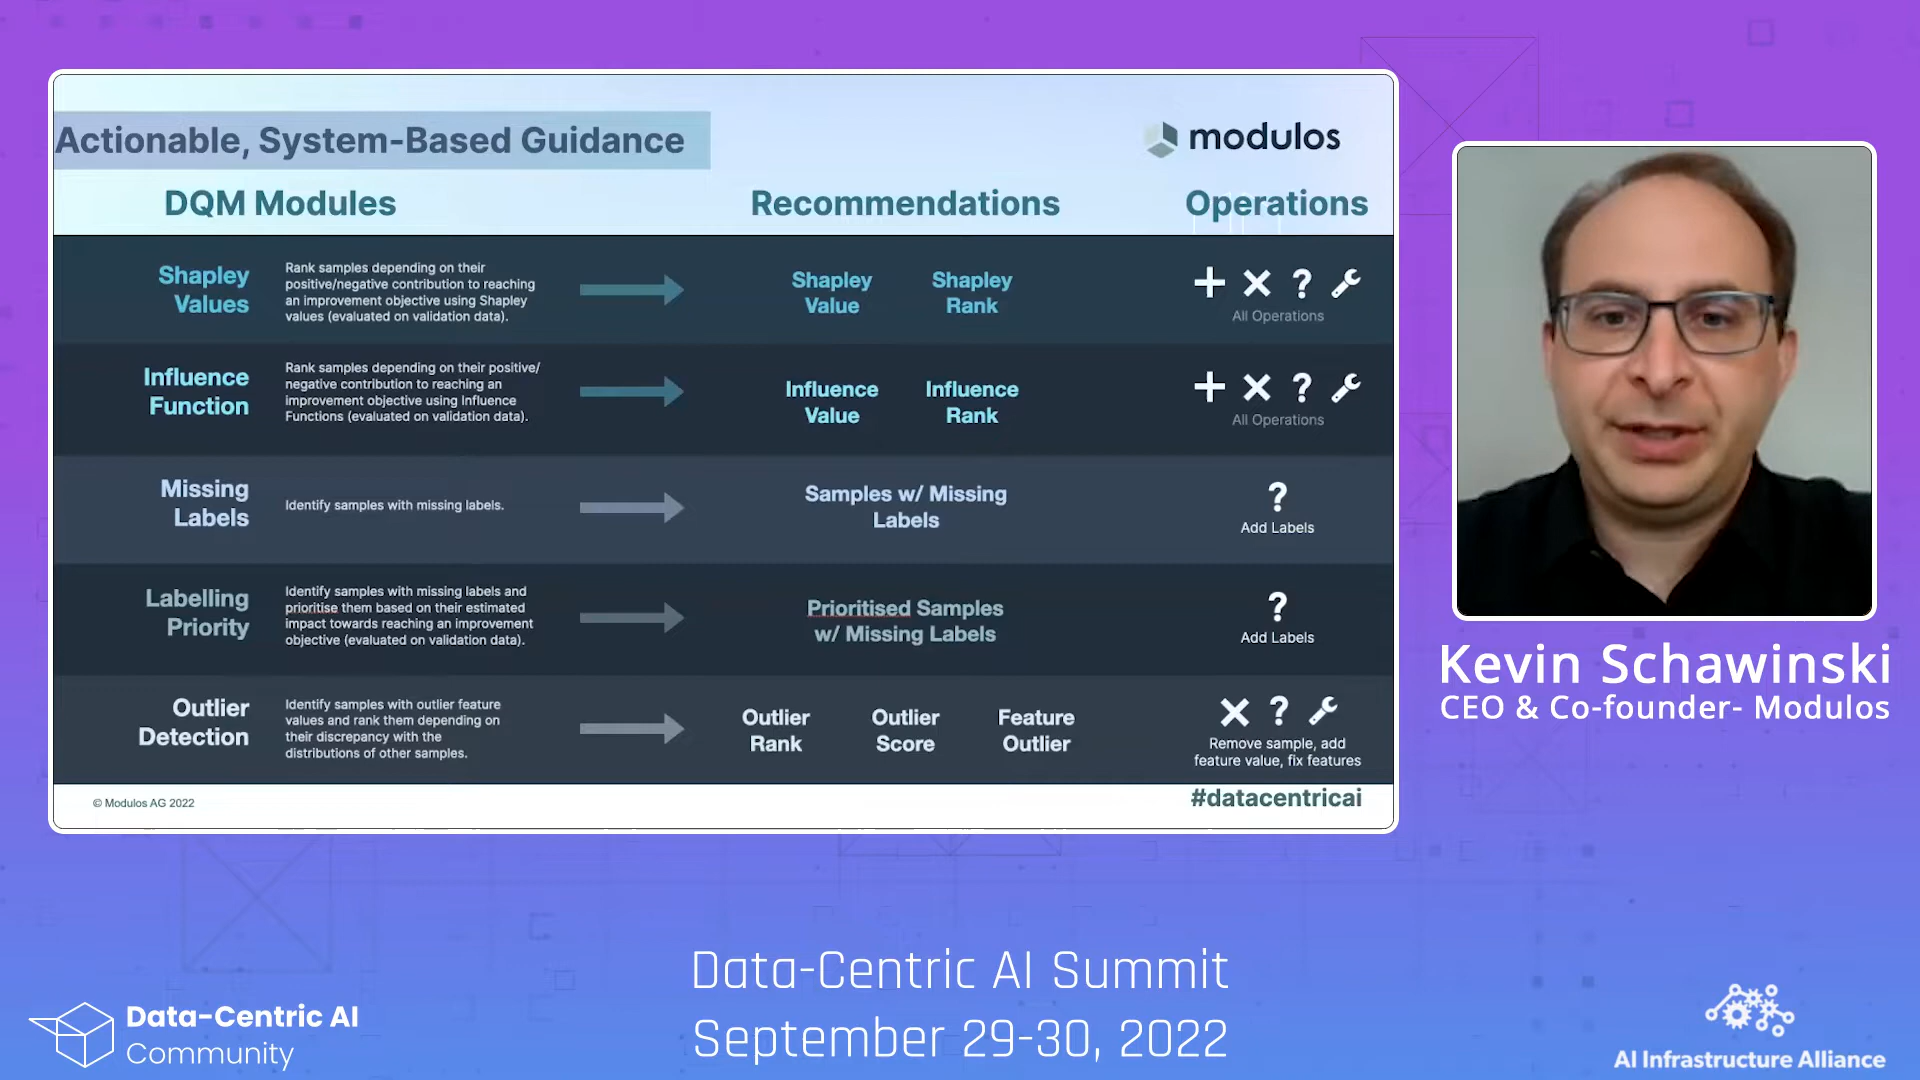 Actionable, System-Based Guidance
modulos
DQM Modules
Recommendations
Operations
Shapley
Values
Rank samples depending on their
positive/negative contribution to reaching
an improvement objective using Shapley
values (evaluated on validation data).
Shapley
Value
Shapley
Rank
All Operations
Influence
Function
Rank samples depending on their positive/
negative contribution to reaching an
improvement objective using Influence
Functions (evaluated on validation data).
Influence
Value
Influence
Rank
All Operations
Missing
Labels
Identify samples with missing labels.
Samples w/ Missing
Labels
?
Add Labels
Labelling
Priority
Identify samples with missing labels and
prioritise them based on their estimated
impact towards reaching an improvement
objective (evaluated on validation data).
Prioritised Samples
w/ Missing Labels
?
Add Labels
Outlier
Detection
Identify samples with outlier feature
values and rank them depending on
their discrepancy with the
distributions of other samples.
Outlier
Rank
Outlier
Score
Feature
Outlier
Remove sample, add
feature value, fix features
© Modulos AG 2022
#datacentricai
Kevin Schawinski
CEO & Co-founder- Modulos
Data-Centric AI Summit
September 29-30, 2022
Data-Centric AI
Community
AI Infrastructure Alliance